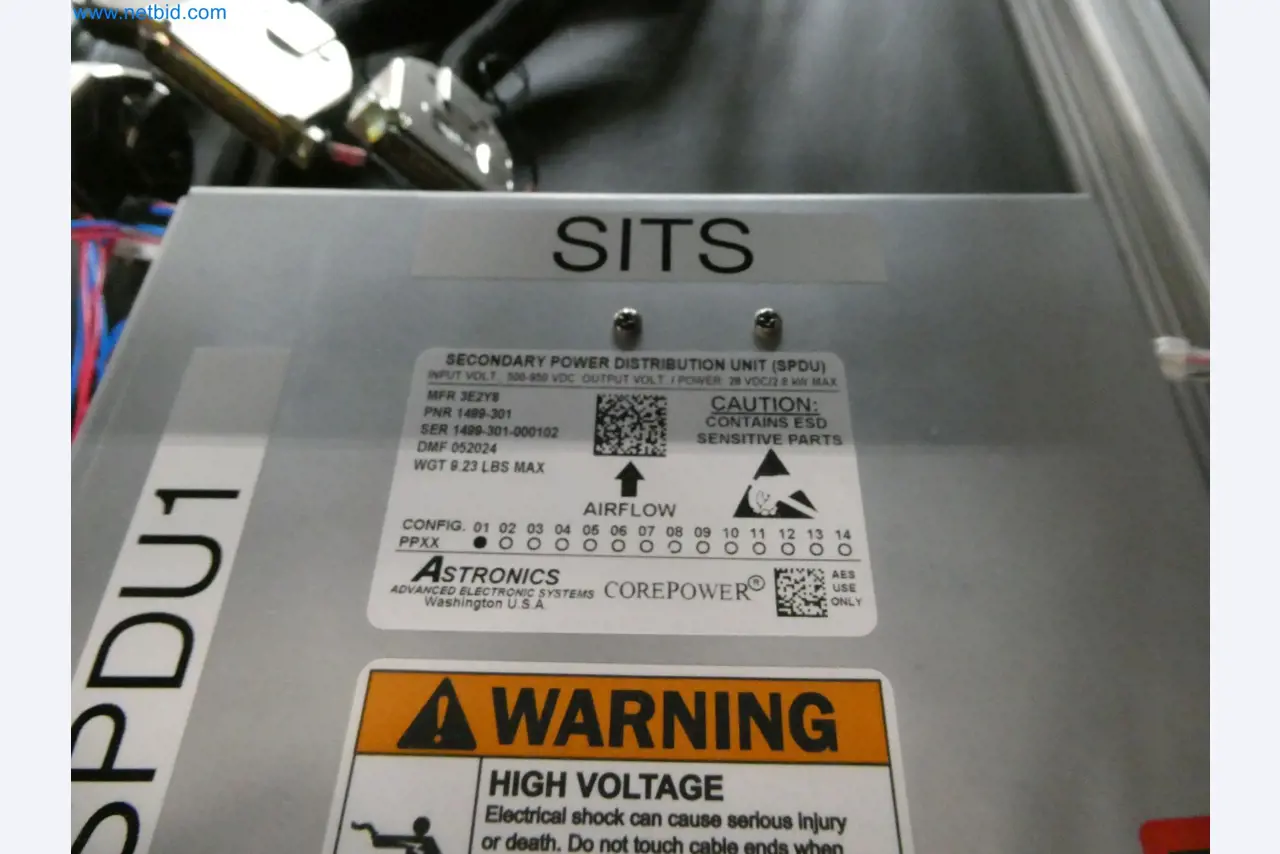 www.netbid.com
SITS
SECONDARY POWER DISTRIBUTION UNIT (SPDU)
INPUT VOLT. 500-950 VDC OUTPUT VOLT. / POWER: 28 VDC/2.8 kW MAX
MFR 3E2Y8
PNR 1499-301
SER 1499-301-000102
DMF 052024
WGT 9.23 LBS MAX
CAUTION:
CONTAINS ESD
SENSITIVE PARTS
AIRFLOW
CONFIG. 01 02 03 04 05 06 07 08 09 10 11 12 13 14
PPXX
ASTRONICS
ADVANCED ELECTRONIC SYSTEMS
Washington U.S.A.
COREPOWER®
AES
USE
ONLY
SPDU1
WARNING
HIGH VOLTAGE
Electrical shock can cause serious injury
or death. Do not touch cable ends when